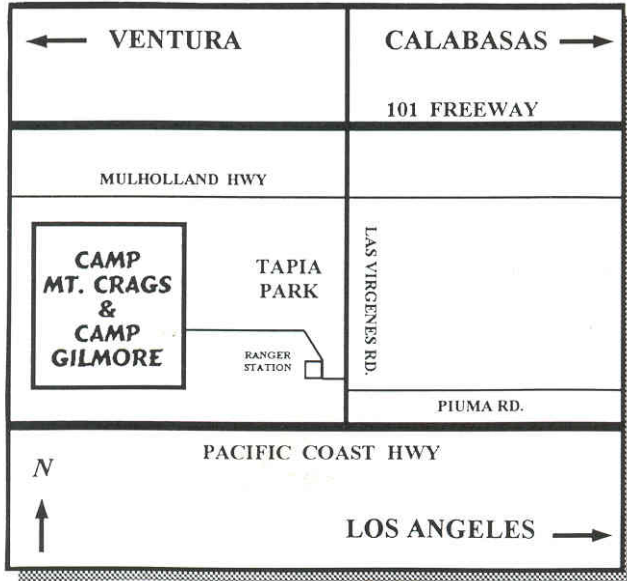 VENTURA
CALABASAS
101 FREEWAY
MULHOLLAND HWY
CAMP
MT. CRAGS
&
CAMP
GILMORE
TAPIA
PARK
LAS VIRGENES RD.
RANGER
STATION
PIUMA RD.
PACIFIC COAST HWY
N
LOS ANGELES